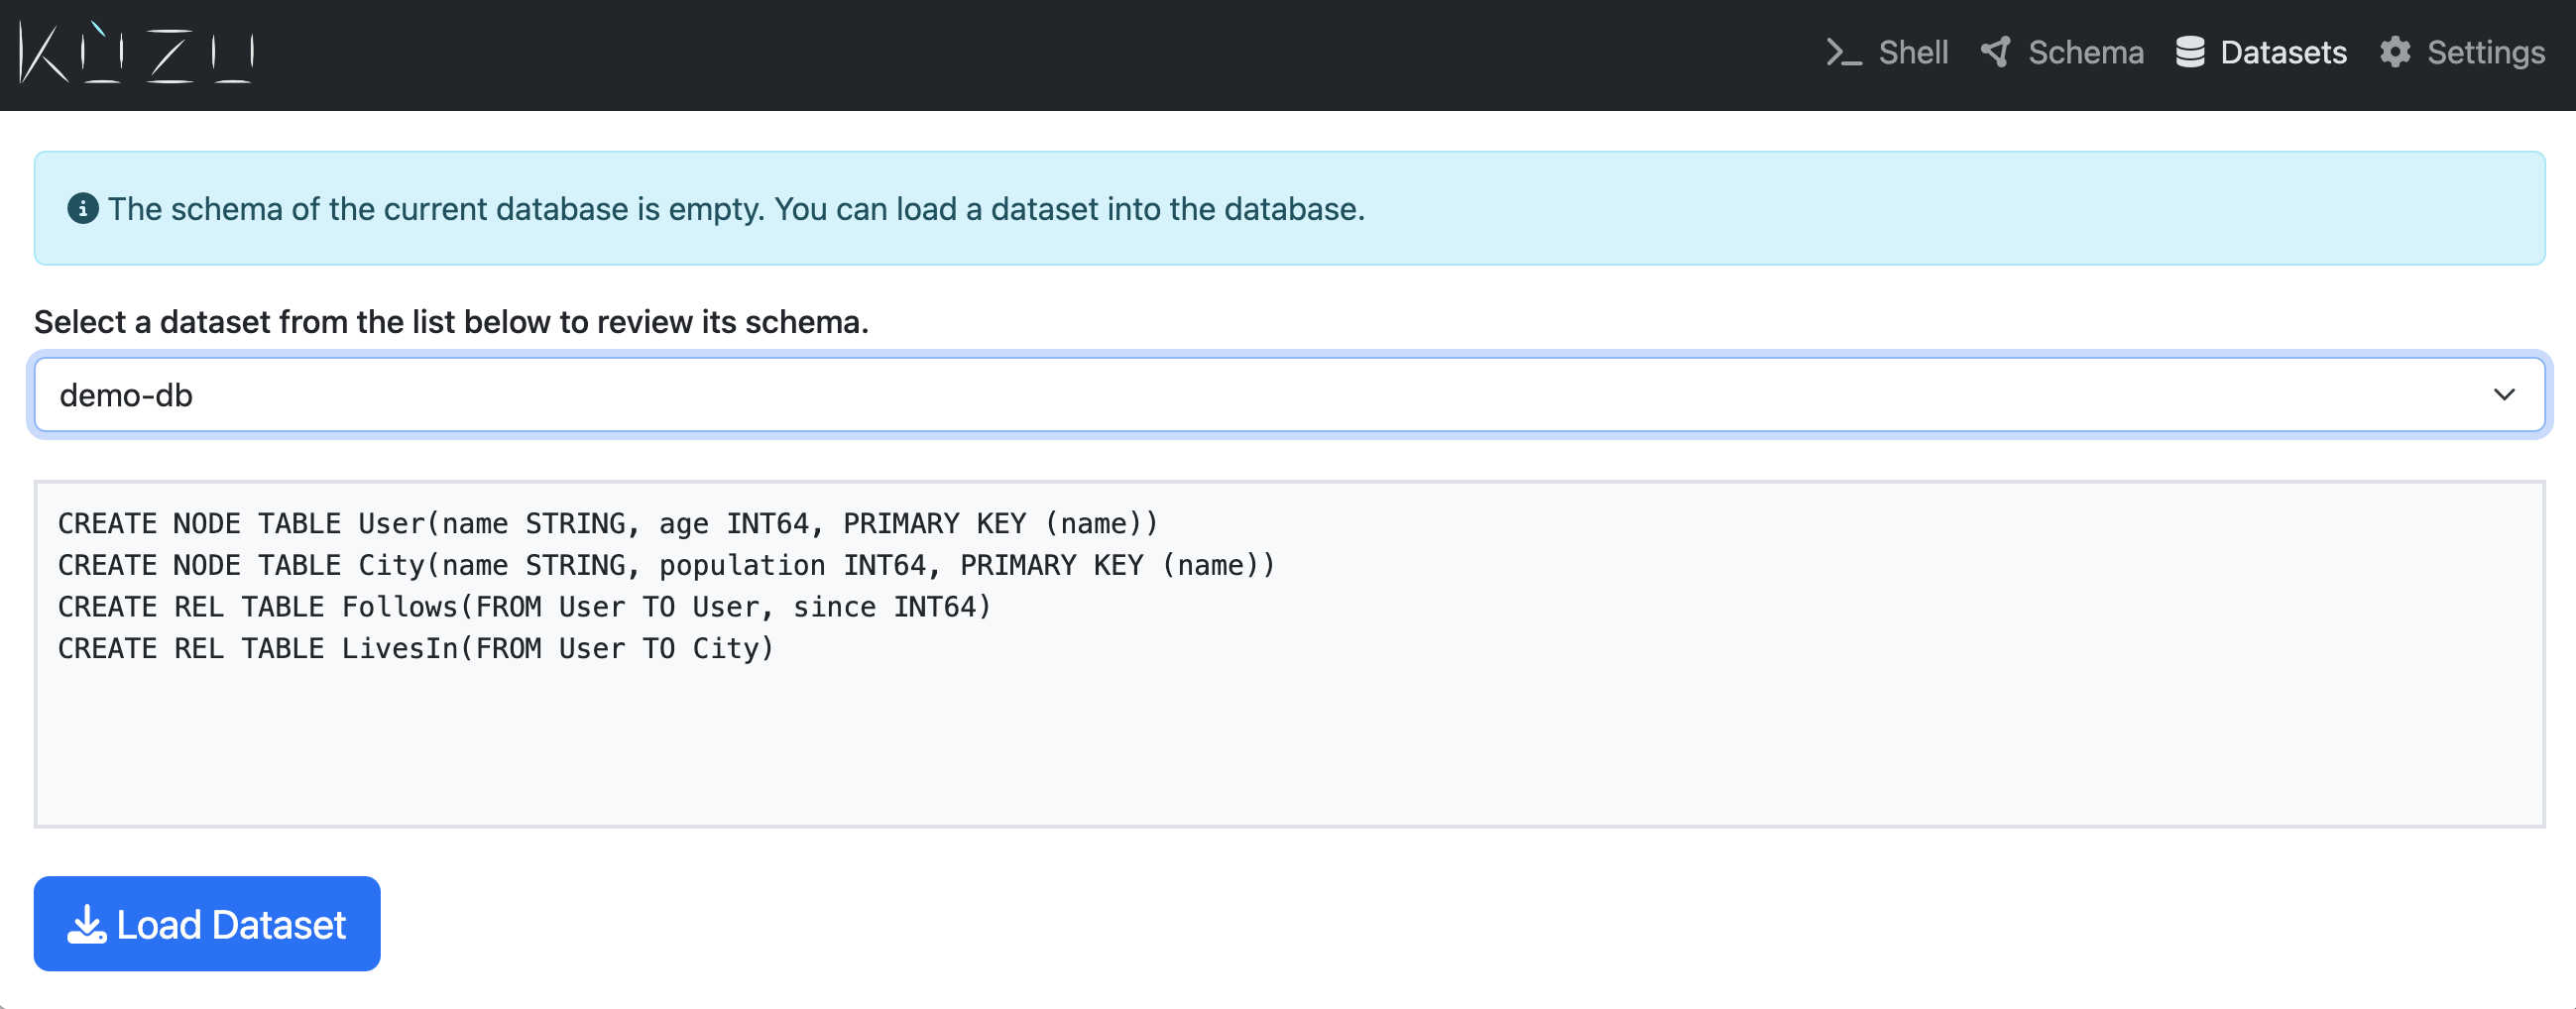 KÙZU
Shell Schema Datasets Settings
The schema of the current database is empty. You can load a dataset into the database.
Select a dataset from the list below to review its schema.
demo-db
CREATE NODE TABLE User(name STRING, age INT64, PRIMARY KEY (name))
CREATE NODE TABLE City(name STRING, population INT64, PRIMARY KEY (name))
CREATE REL TABLE Follows(FROM User TO User, since INT64)
CREATE REL TABLE LivesIn(FROM User TO City)
Load Dataset